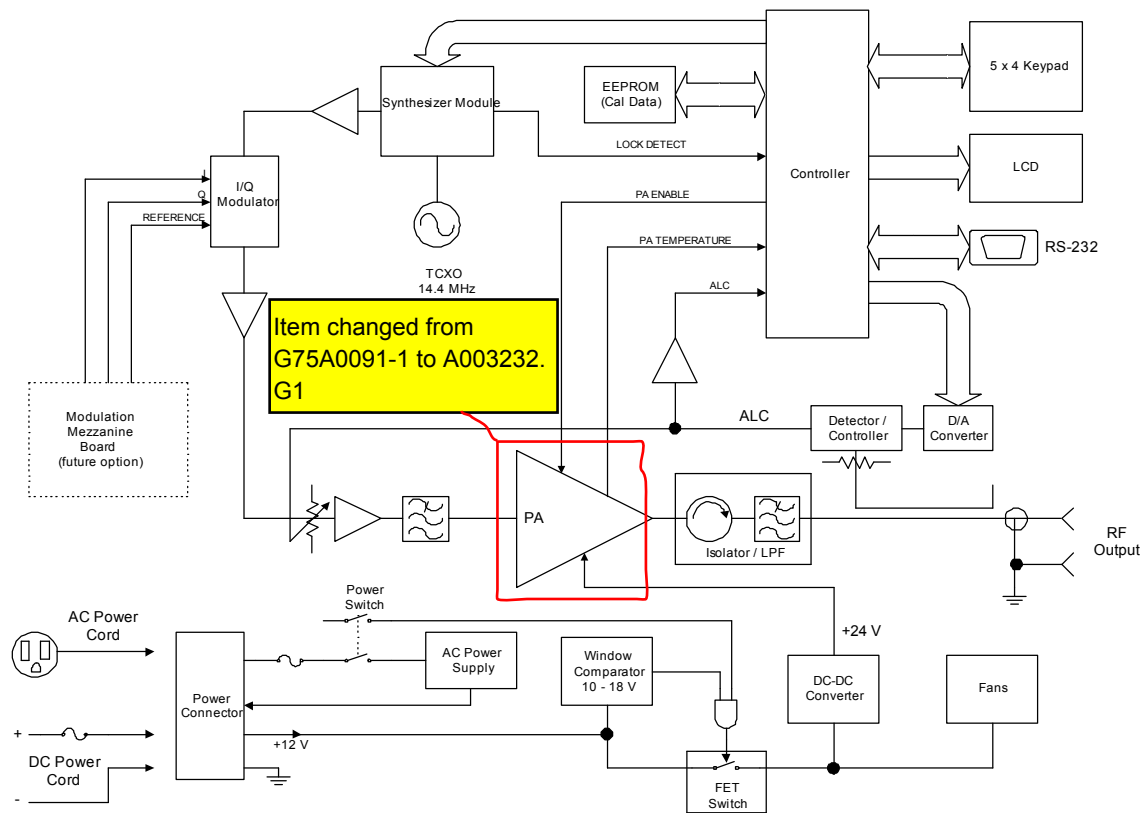 5 x 4 Keypad
EEPROM
(Cal Data)
Synthesizer Module
LOCK DETECT
Controller
LCD
I
I/Q
Modulator
Q
REFERENCE
PA ENABLE
PA TEMPERATURE
RS-232
TCXO
14.4 MHz
ALC
Item changed from
G75A0091-1 to A003232.
G1
Modulation
Mezzanine
Board
(future option)
ALC
Detector /
Controller
D/A
Converter
PA
Isolator / LPF
RF
Output
AC Power
Cord
Power
Switch
+24 V
AC Power
Supply
Window
Comparator
10 - 18 V
DC-DC
Converter
Fans
Power
Connector
+
+12 V
DC Power
Cord
-
FET
Switch